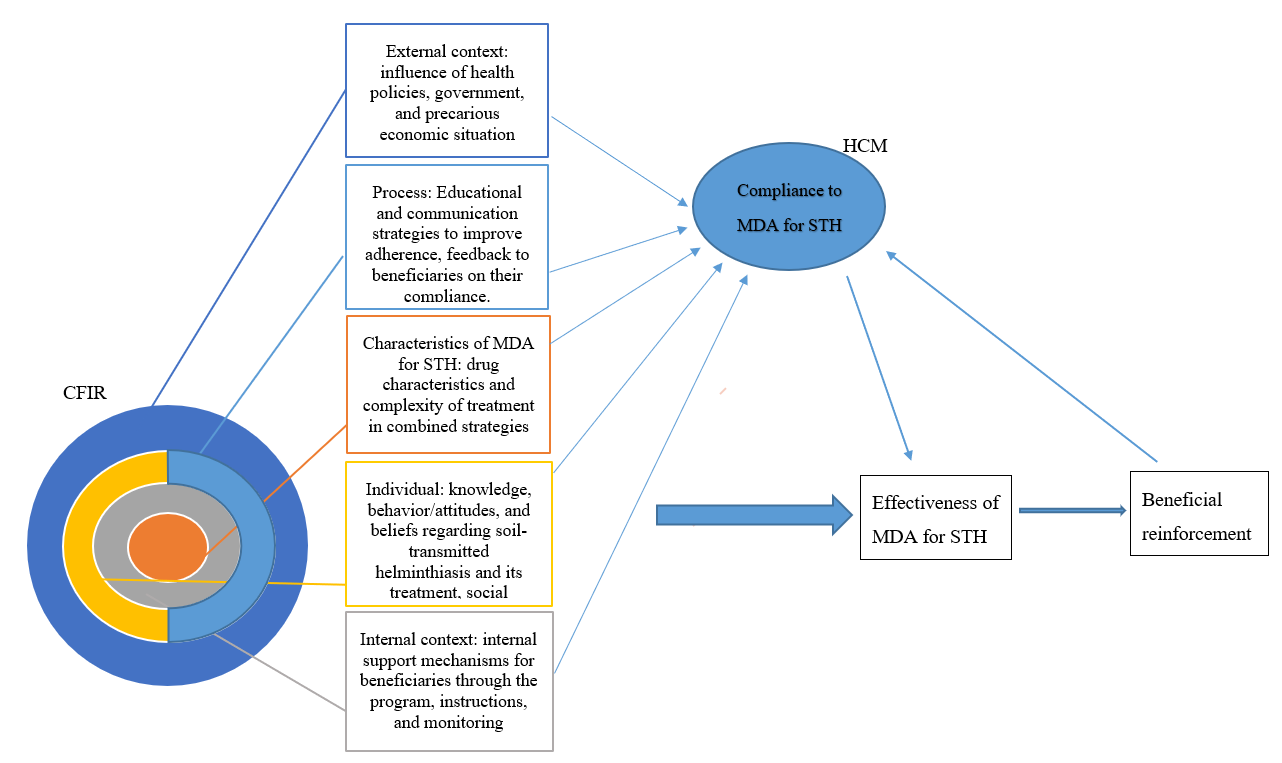 External context:
influence of health
policies, government,
and precarious
economic situation
Process: Educational
and communication
strategies to improve
adherence, feedback to
beneficiaries on their
compliance.
Characteristics of MDA
for STH: drug
characteristics and
complexity of treatment
in combined strategies
Individual: knowledge,
behavior/attitudes, and
beliefs regarding soil-
transmitted
helminthiasis and its
treatment, social
Internal context: internal
support mechanisms for
beneficiaries through the
program, instructions,
and monitoring
CFIR
HCM
Compliance to
MDA for STH
Effectiveness of
MDA for STH
Beneficial
reinforcement